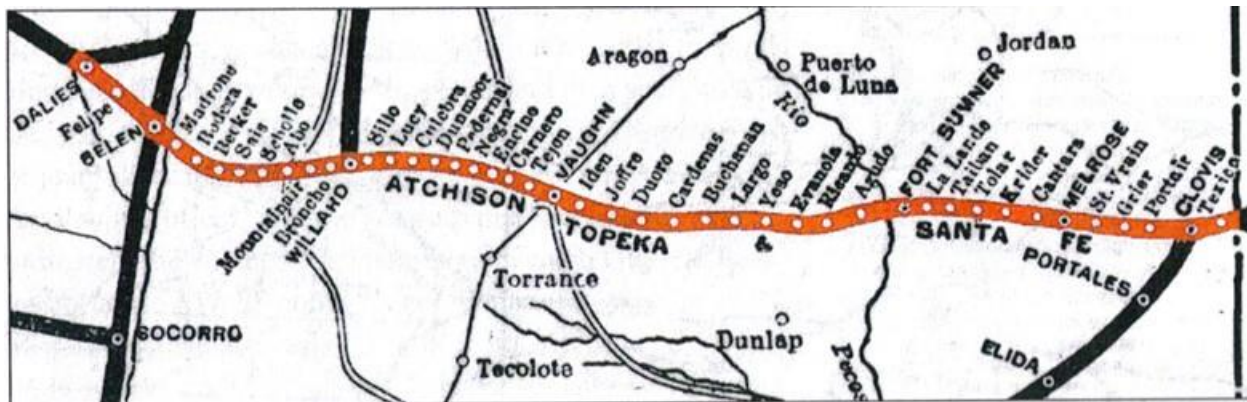 DALIES
Felipe
BELEN
Madrone
Bodega
Becker
Sais
Scholle
Abo
Mountainair
Broncho
WILLARD
Silio
Lucy
Culebra
Dunmoor
Pedernal
Negra
Encino
Carnero
Tejon
VAUGHN
Iden
Joffre
Duoro
Cardenas
Buchanan
Largo
Yeso
Evanola
Ricardo
Agudo
FORT SUMNER
La Lande
Taiban
Tolar
Krider
Cantara
MELROSE
St. Vrain
Grier
Portair
CLOVIS
Texico
ATCHISON TOPEKA & SANTA FE
Aragon
Puerto
de Luna
Rio
Jordan
PORTALES
ELIDA
SOCORRO
Torrance
Tecolote
Dunlap
Pecos